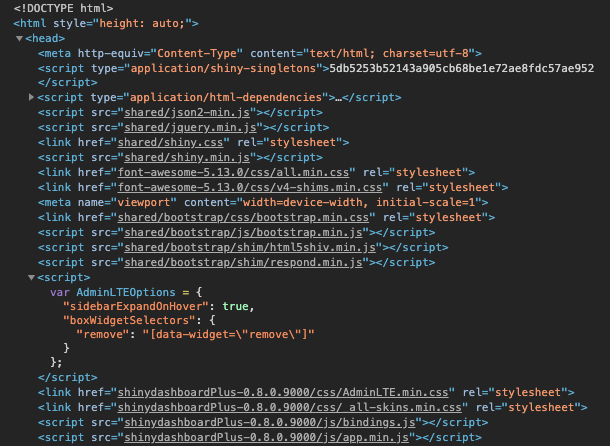 <!DOCTYPE html>
<html style="height: auto;">
<head>
<meta http-equiv="Content-Type" content="text/html; charset=utf-8">
<script type="application/shiny-singletons">5db5253b52143a905cb68be1e72ae8fdc57ae952
</script>
<script type="application/html-dependencies">…</script>
<script src="shared/json2-min.js"></script>
<script src="shared/jquery.min.js"></script>
<link href="shared/shiny.css" rel="stylesheet">
<script src="shared/shiny.min.js"></script>
<link href="font-awesome-5.13.0/css/all.min.css" rel="stylesheet">
<link href="font-awesome-5.13.0/css/v4-shims.min.css" rel="stylesheet">
<meta name="viewport" content="width=device-width, initial-scale=1">
<link href="shared/bootstrap/css/bootstrap.min.css" rel="stylesheet">
<script src="shared/bootstrap/js/bootstrap.min.js"></script>
<script src="shared/bootstrap/shim/html5shiv.min.js"></script>
<script src="shared/bootstrap/shim/respond.min.js"></script>
<script>
var AdminLTEOptions = {
"sidebarExpandOnHover": true,
"boxWidgetSelectors": {
"remove": "[data-widget=\"remove\"]"
}
};
</script>
<link href="shinydashboardPlus-0.8.0.9000/css/AdminLTE.min.css" rel="stylesheet">
<link href="shinydashboardPlus-0.8.0.9000/css/_all-skins.min.css" rel="stylesheet">
<script src="shinydashboardPlus-0.8.0.9000/js/bindings.js"></script>
<script src="shinydashboardPlus-0.8.0.9000/js/app.min.js"></script>